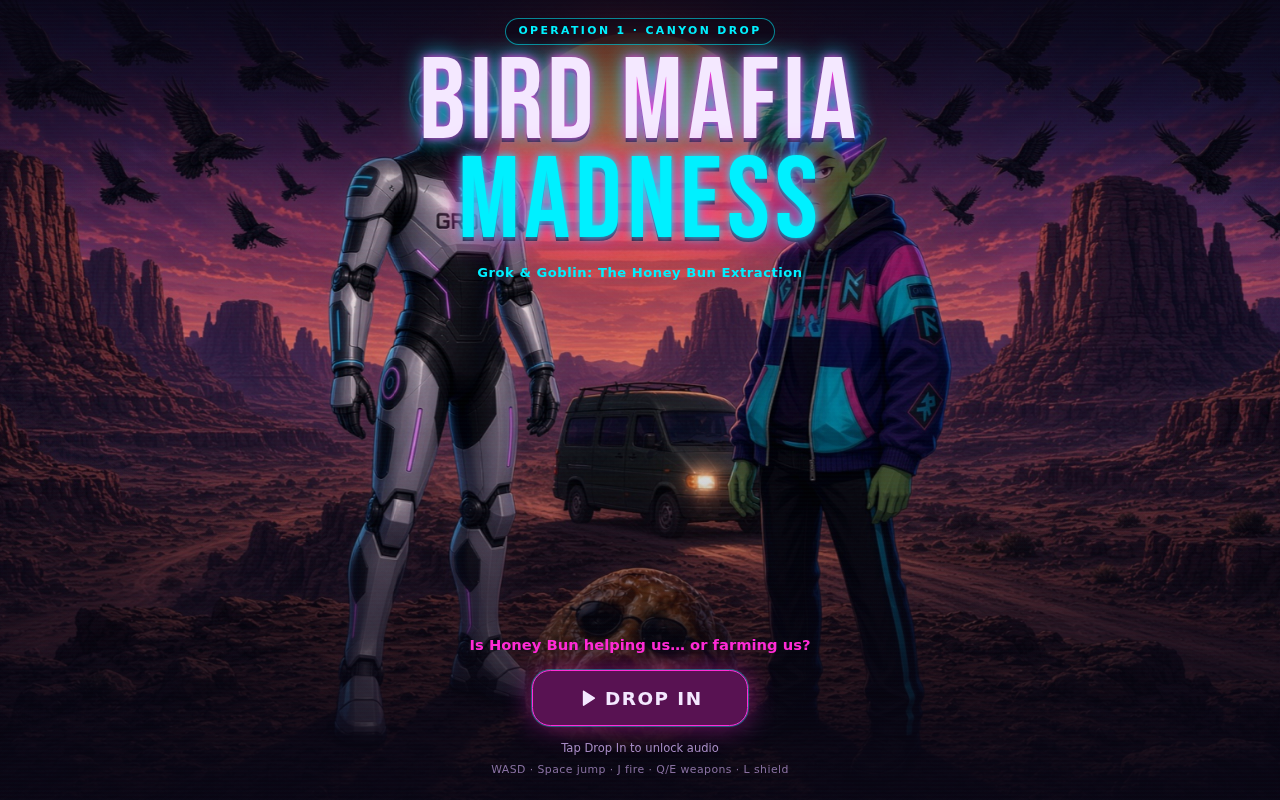 OPERATION 1 · CANYON DROP
BIRD MAFIA
MADNESS
Grok & Goblin: The Honey Bun Extraction
Is Honey Bun helping us… or farming us?
DROP IN
Tap Drop In to unlock audio
WASD · Space jump · J fire · Q/E weapons · L shield